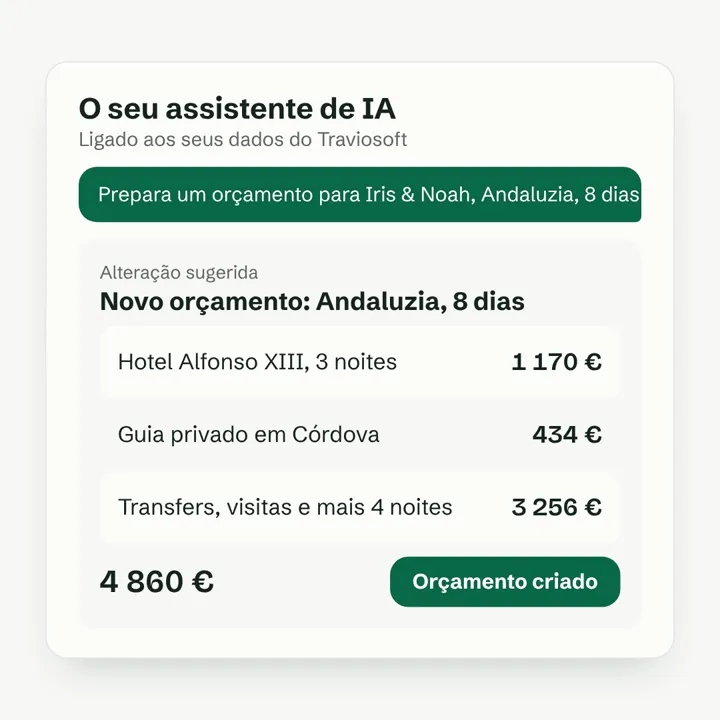 O seu assistente de IA
Ligado aos seus dados do Traviosoft
Prepara um orçamento para Iris & Noah, Andaluzia, 8 dias
Alteração sugerida
Novo orçamento: Andaluzia, 8 dias
Hotel Alfonso XIII, 3 noites 1 170 €
Guia privado em Córdova 434 €
Transfers, visitas e mais 4 noites 3 256 €
4 860 € Orçamento criado